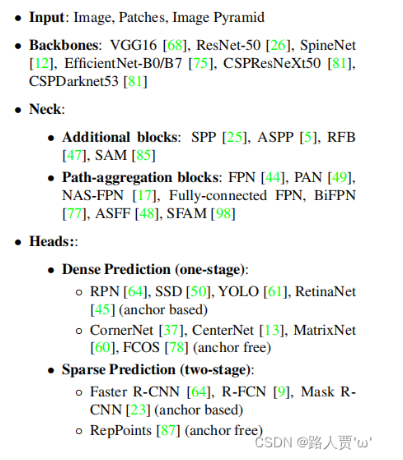 • Input: Image, Patches, Image Pyramid
• Backbones: VGG16 [68], ResNet-50 [26], SpineNet
[12], EfficientNet-B0/B7 [75], CSPResNeXt50 [81],
CSPDarknet53 [81]
• Neck:
• Additional blocks: SPP [25], ASPP [5], RFB
[47], SAM [85]
• Path-aggregation blocks: FPN [44], PAN [49],
NAS-FPN [17], Fully-connected FPN, BiFPN
[77], ASFF [48], SFAM [98]
• Heads::
• Dense Prediction (one-stage):
◦ RPN [64], SSD [50], YOLO [61], RetinaNet
[45] (anchor based)
◦ CornerNet [37], CenterNet [13], MatrixNet
[60], FCOS [78] (anchor free)
• Sparse Prediction (two-stage):
◦ Faster R-CNN [64], R-FCN [9], Mask R-
CNN [23] (anchor based)
◦ RepPoints [87] (anchor free)
CSDN @路人贾'ω'